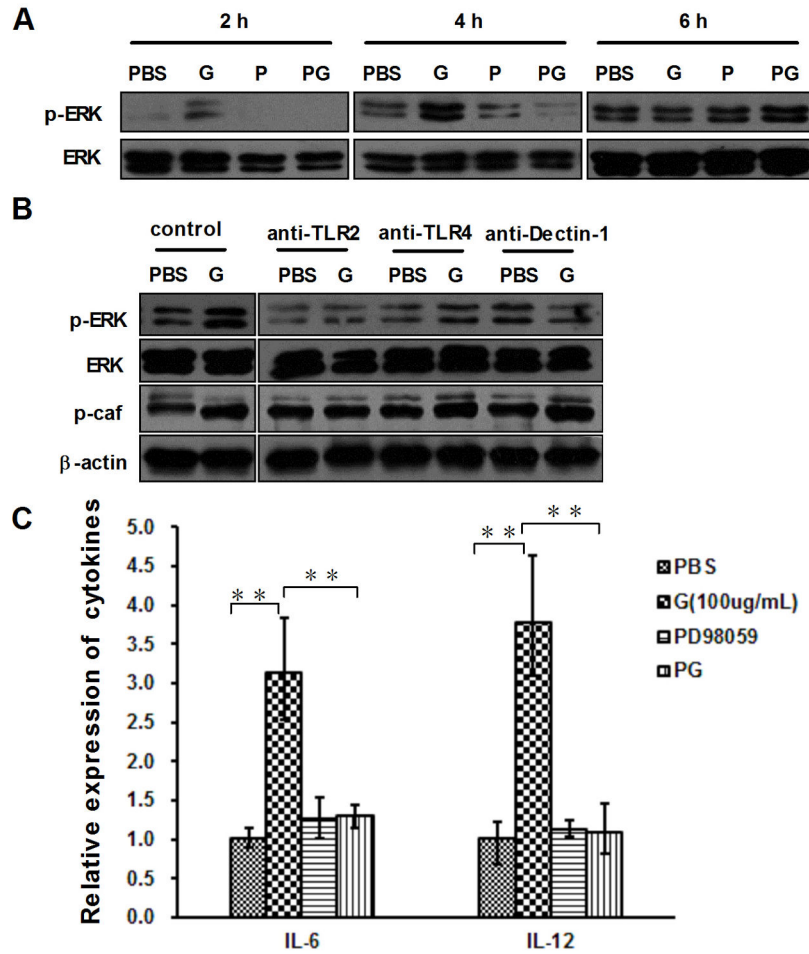 A
2 h 4 h 6 h
PBS G P PG PBS G P PG PBS G P PG
p-ERK
ERK
B
control anti-TLR2 anti-TLR4 anti-Dectin-1
PBS G PBS G PBS G PBS G
p-ERK
ERK
p-caf
β-actin
C
Relative expression of cytokines
5.0
4.5
4.0
3.5
3.0
2.5
2.0
1.5
1.0
0.5
0.0
** **
** **
PBS
G(100ug/mL)
PD98059
PG
IL-6 IL-12